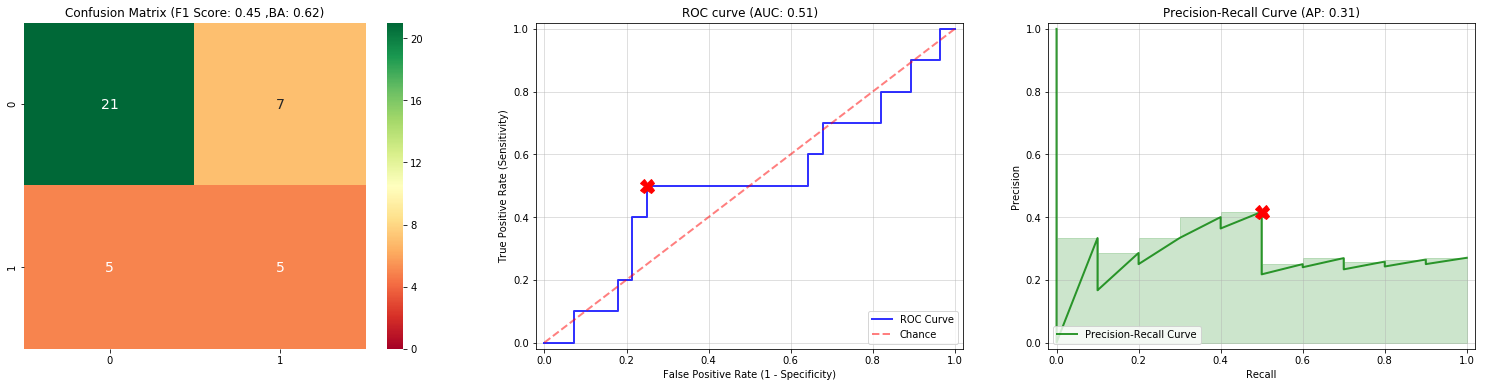 Confusion Matrix (F1 Score: 0.45 ,BA: 0.62)
21 7
5 5
0
1
0 1
20
16
12
8
4
0
ROC curve (AUC: 0.51)
True Positive Rate (Sensitivity)
1.0
0.8
0.6
0.4
0.2
0.0
0.0 0.2 0.4 0.6 0.8 1.0
False Positive Rate (1 - Specificity)
ROC Curve
Chance
Precision-Recall Curve (AP: 0.31)
Precision
1.0
0.8
0.6
0.4
0.2
0.0
0.0 0.2 0.4 0.6 0.8 1.0
Recall
Precision-Recall Curve